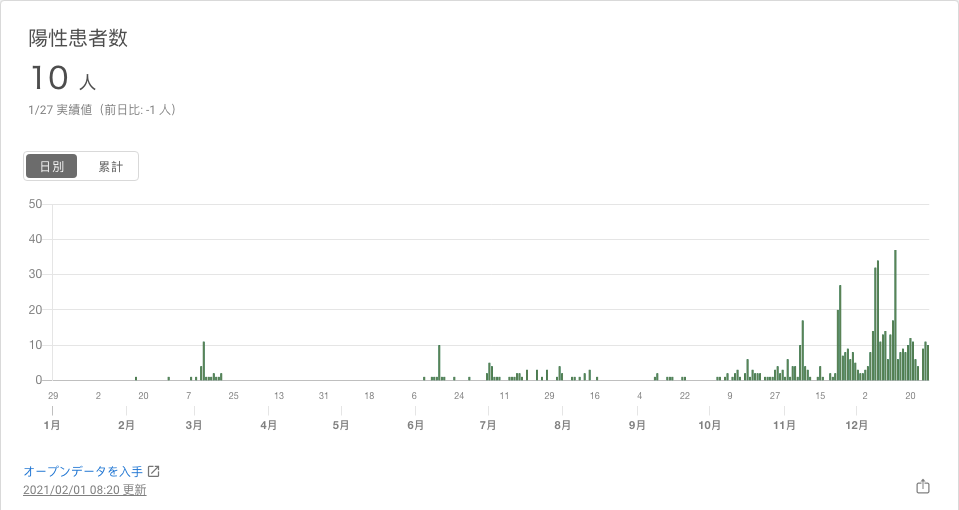 陽性患者数
10 人
1/27 実績値（前日比: -1 人）
日別 累計
50
40
30
20
10
0
29 2 20 7 25 13 31 18 6 24 11 29 16 4 22 9 27 15 2 20
1月 2月 3月 4月 5月 6月 7月 8月 9月 10月 11月 12月
オープンデータを入手
2021/02/01 08:20 更新